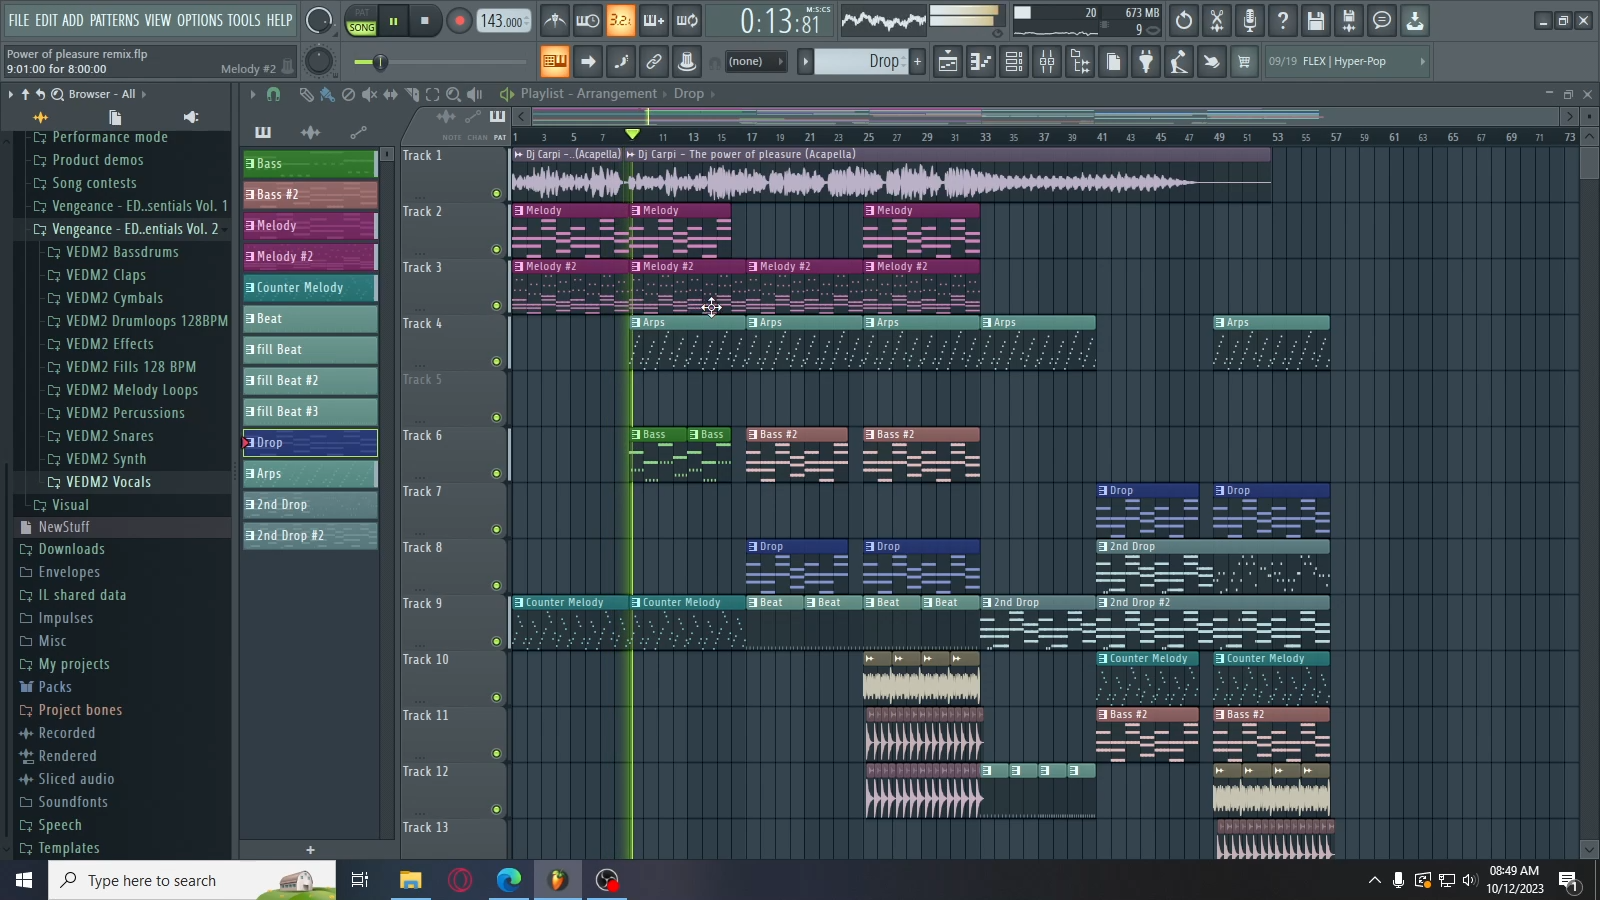 FILE EDIT ADD PATTERNS VIEW OPTIONS TOOLS HELP
PAT
SONG
143.000
3.2.
0:13:81
M:S:CS
20
673 MB
9
Power of pleasure remix.flp
9:01:00 for 8:00:00
Melody #2
(none)
Drop
09/19 FLEX | Hyper-Pop
Browser - All
Playlist - Arrangement
Drop
NOTE CHAN PAT
1 3 5 7 11 13 15 17 19 21 23 25 27 29 31 33 35 37 39 41 43 45 47 49 51 53 55 57 59 61 63 65 67 69 71 73
Performance mode
Product demos
Song contests
Vengeance - ED..sentials Vol. 1
Vengeance - ED..sentials Vol. 2
VEDM2 Bassdrums
VEDM2 Claps
VEDM2 Cymbals
VEDM2 Drumloops 128BPM
VEDM2 Effects
VEDM2 Fills 128 BPM
VEDM2 Melody Loops
VEDM2 Percussions
VEDM2 Snares
VEDM2 Synth
VEDM2 Vocals
Visual
NewStuff
Downloads
Envelopes
IL shared data
Impulses
Misc
My projects
Packs
Project bones
Recorded
Rendered
Sliced audio
Soundfonts
Speech
Templates
Bass
Bass #2
Melody
Melody #2
Counter Melody
Beat
fill Beat
fill Beat #2
fill Beat #3
Drop
Arps
2nd Drop
2nd Drop #2
+
Track 1
Dj Carpi -..(Acapella)
Dj Carpi - The power of pleasure (Acapella)
Track 2
Melody
Melody
Melody
Track 3
Melody #2
Melody #2
Melody #2
Melody #2
Track 4
Arps
Arps
Arps
Arps
Arps
Track 5
Track 6
Bass
Bass
Bass #2
Bass #2
Track 7
Drop
Drop
Track 8
Drop
Drop
2nd Drop
Track 9
Counter Melody
Counter Melody
Beat
Beat
Beat
Beat
2nd Drop
2nd Drop #2
Track 10
Counter Melody
Counter Melody
Track 11
Bass #2
Bass #2
Track 12
Track 13
Type here to search
08:49 AM
10/12/2023
1